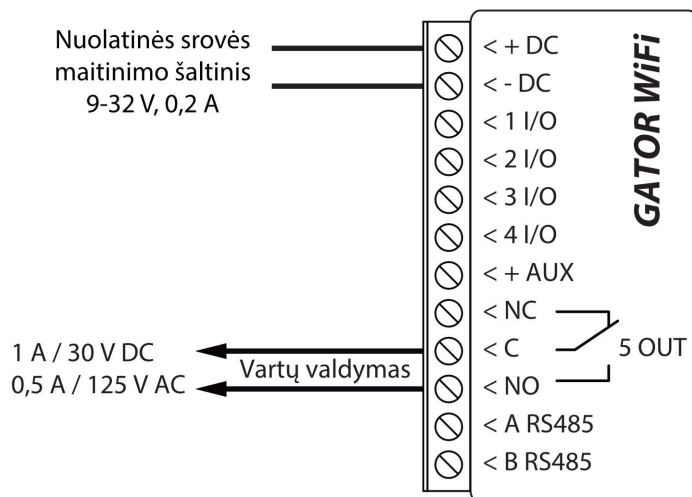 Nuolatinės srovės
maitinimo šaltinis
9-32 V, 0,2 A
< + DC
< - DC
< 1 I/O
< 2 I/O
< 3 I/O
< 4 I/O
< + AUX
< NC
< C
< NO
< A RS485
< B RS485
5 OUT
GATOR WiFi
1 A / 30 V DC
0,5 A / 125 V AC
Vartų valdymas